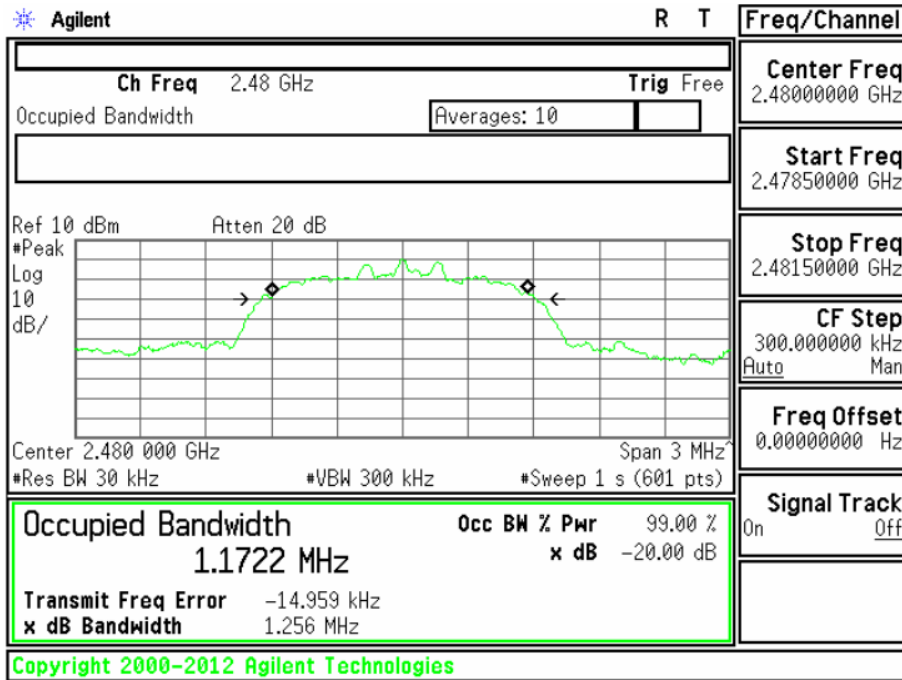 Agilent R T
Ch Freq 2.48 GHz Trig Free
Occupied Bandwidth Averages: 10
Ref 10 dBm Atten 20 dB
#Peak
Log
10
dB/
Center 2.480 000 GHz Span 3 MHz^
#Res BW 30 kHz #VBW 300 kHz #Sweep 1 s (601 pts)
Occupied Bandwidth Occ BW % Pwr 99.00 %
1.1722 MHz x dB -20.00 dB
Transmit Freq Error -14.959 kHz
x dB Bandwidth 1.256 MHz
Copyright 2000-2012 Agilent Technologies
Freq/Channel
Center Freq
2.48000000 GHz
Start Freq
2.47850000 GHz
Stop Freq
2.48150000 GHz
CF Step
300.000000 kHz
Auto Man
Freq Offset
0.00000000 Hz
Signal Track
On Off